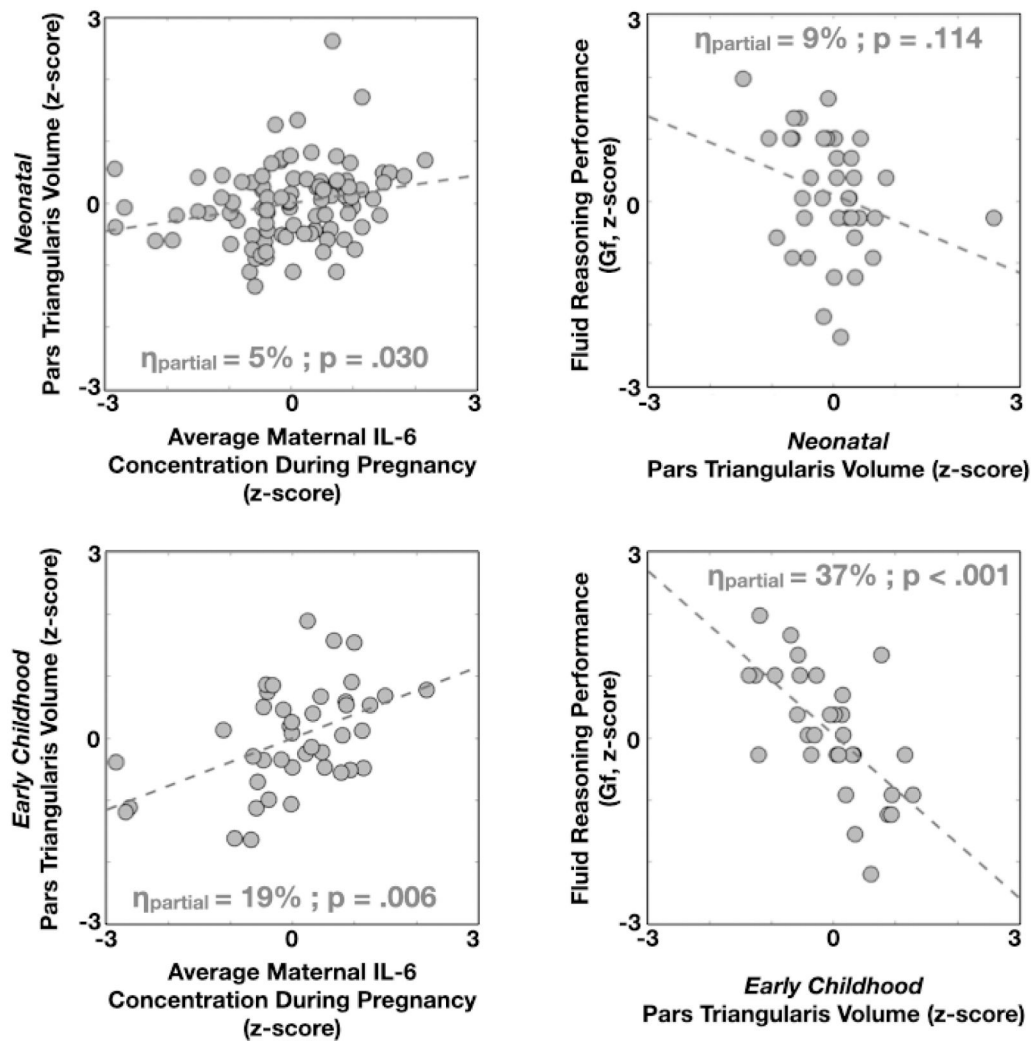 3
0
-3
-3
0
3
Neonatal
Pars Triangularis Volume (z-score)
ηpartial = 5% ; p = .030
Average Maternal IL-6
Concentration During Pregnancy
(z-score)
3
0
-3
-3
0
3
Fluid Reasoning Performance
(Gf, z-score)
ηpartial = 9% ; p = .114
Neonatal
Pars Triangularis Volume (z-score)
3
0
-3
-3
0
3
Early Childhood
Pars Triangularis Volume (z-score)
ηpartial = 19% ; p = .006
Average Maternal IL-6
Concentration During Pregnancy
(z-score)
3
0
-3
-3
0
3
Fluid Reasoning Performance
(Gf, z-score)
ηpartial = 37% ; p < .001
Early Childhood
Pars Triangularis Volume (z-score)